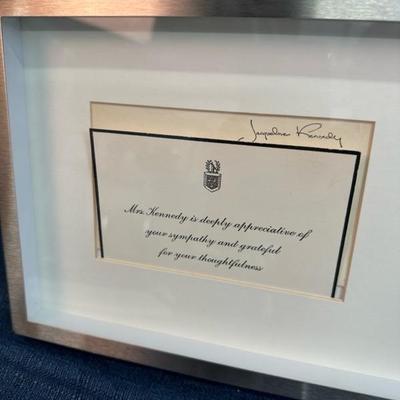 Jacqueline Kennedy
Mrs. Kennedy is deeply appreciative of
your sympathy and grateful
for your thoughtfulness